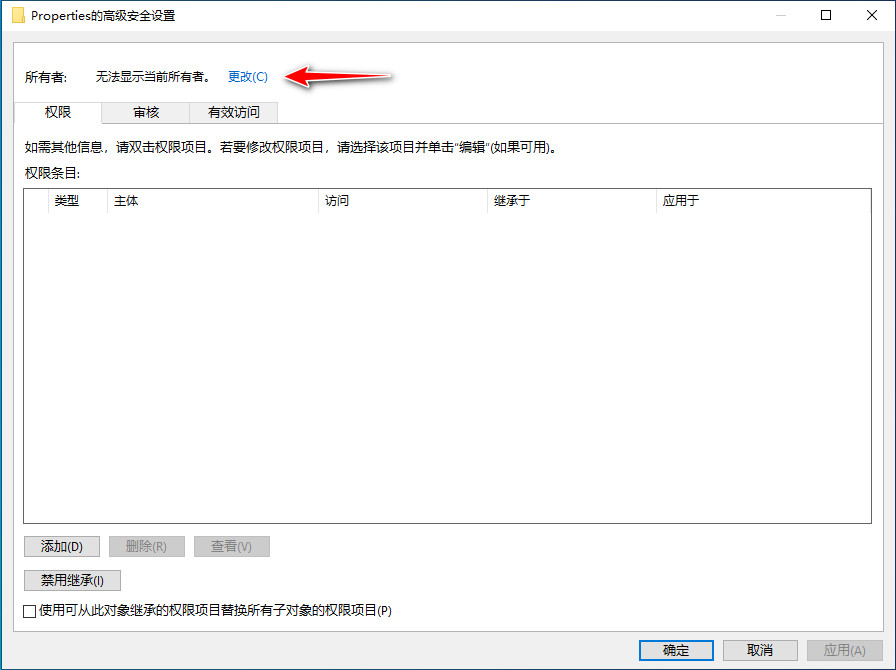 Properties的高级安全设置
所有者: 无法显示当前所有者。 更改(C)
权限 审核 有效访问
如需其他信息，请双击权限项目。若要修改权限项目，请选择该项目并单击"编辑"(如果可用)。
权限条目:
类型 主体 访问 继承于 应用于
添加(D) 删除(R) 查看(V)
禁用继承(I)
使用可从此对象继承的权限项目替换所有子对象的权限项目(P)
确定 取消 应用(A)